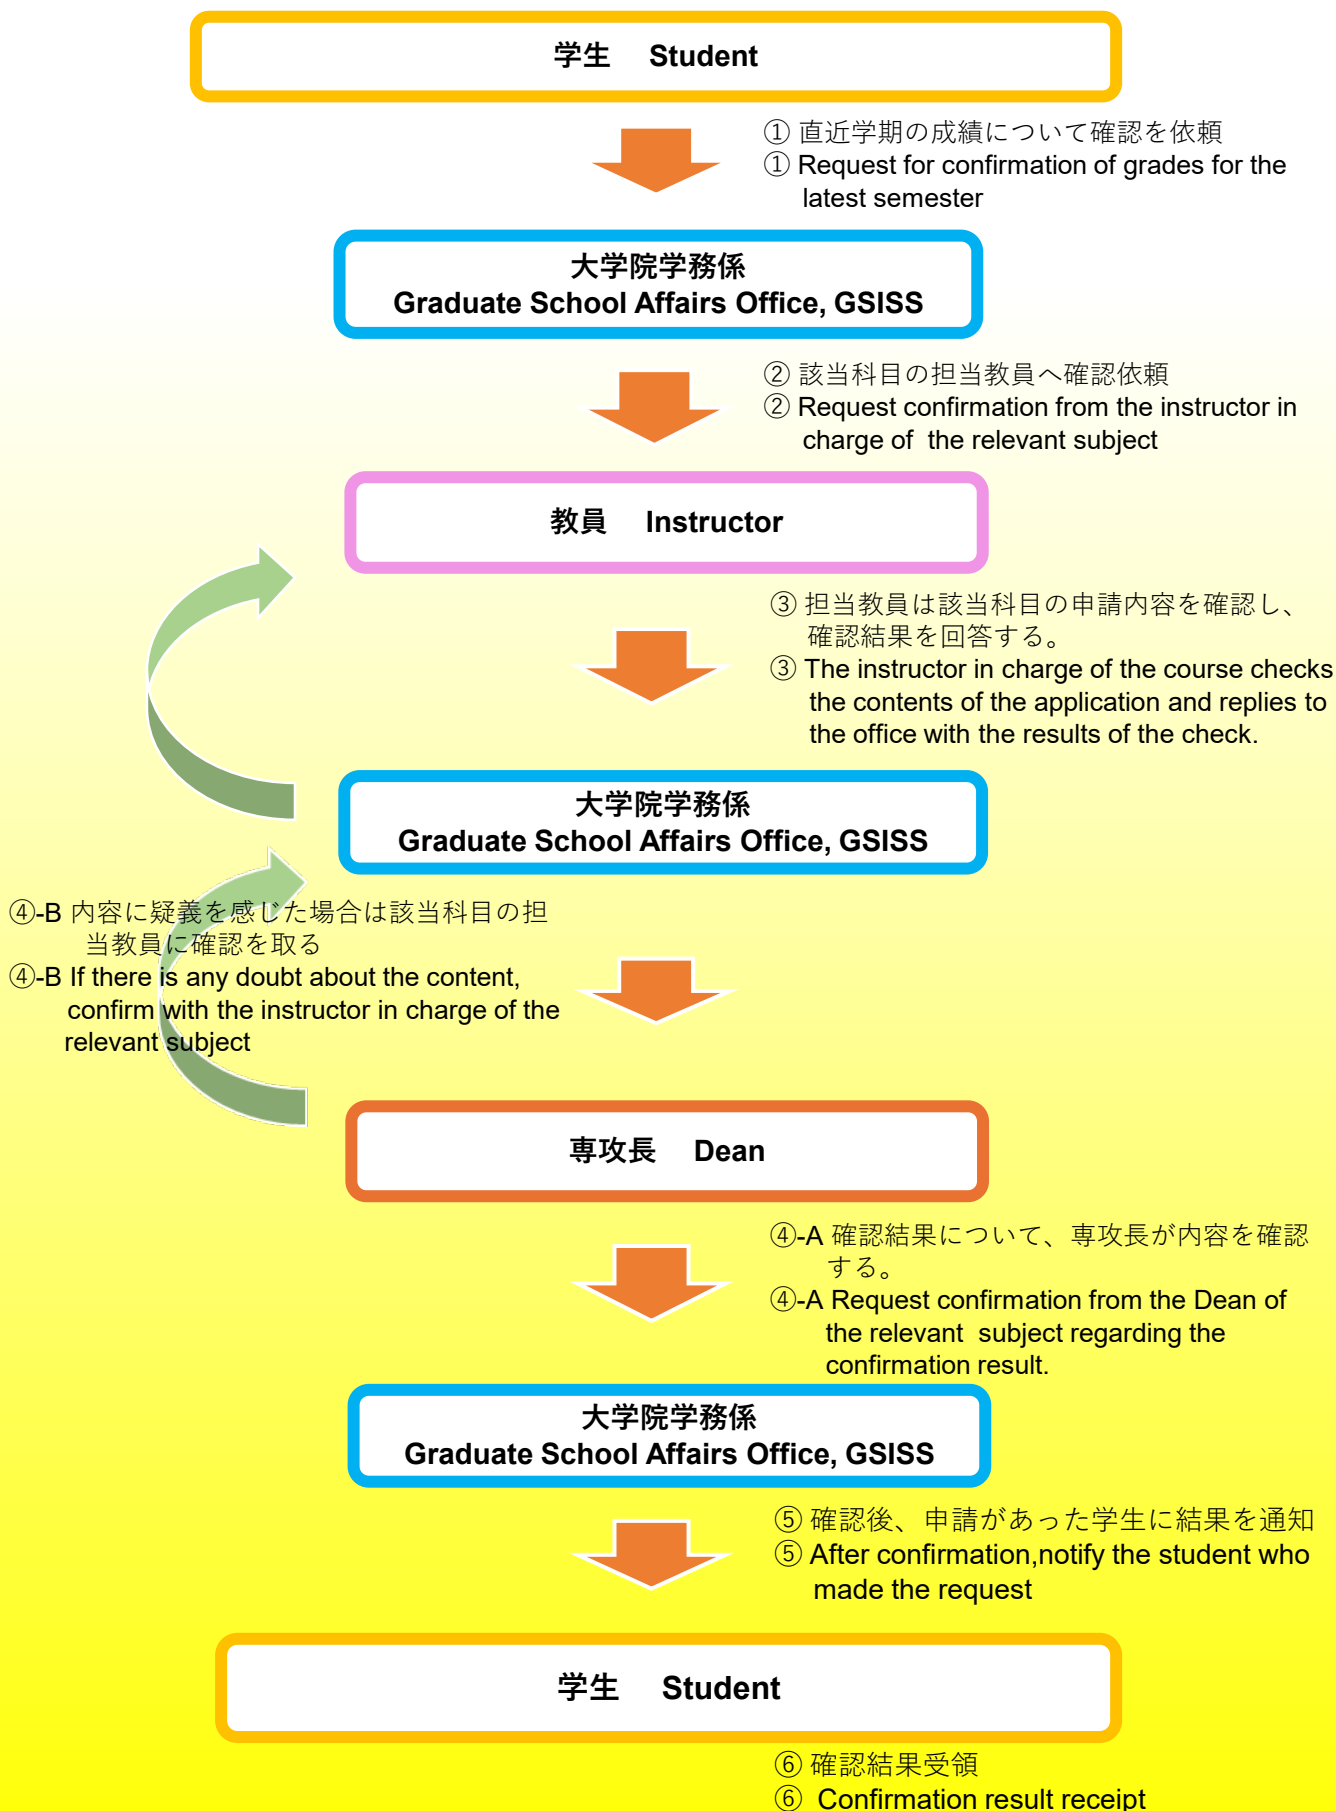 学生 Student
① 直近学期の成績について確認を依頼
① Request for confirmation of grades for the
latest semester
大学院学務係
Graduate School Affairs Office, GSISS
② 該当科目の担当教員へ確認依頼
② Request confirmation from the instructor in
charge of the relevant subject
教員 Instructor
③ 担当教員は該当科目の申請内容を確認し、
確認結果を回答する。
③ The instructor in charge of the course checks
the contents of the application and replies to
the office with the results of the check.
大学院学務係
Graduate School Affairs Office, GSISS
④-B 内容に疑義を感じた場合は該当科目の担
当教員に確認を取る
④-B If there is any doubt about the content,
confirm with the instructor in charge of the
relevant subject
専攻長 Dean
④-A 確認結果について、専攻長が内容を確認
する。
④-A Request confirmation from the Dean of
the relevant subject regarding the
confirmation result.
大学院学務係
Graduate School Affairs Office, GSISS
⑤ 確認後、申請があった学生に結果を通知
⑤ After confirmation,notify the student who
made the request
学生 Student
⑥ 確認結果受領
⑥ Confirmation result receipt